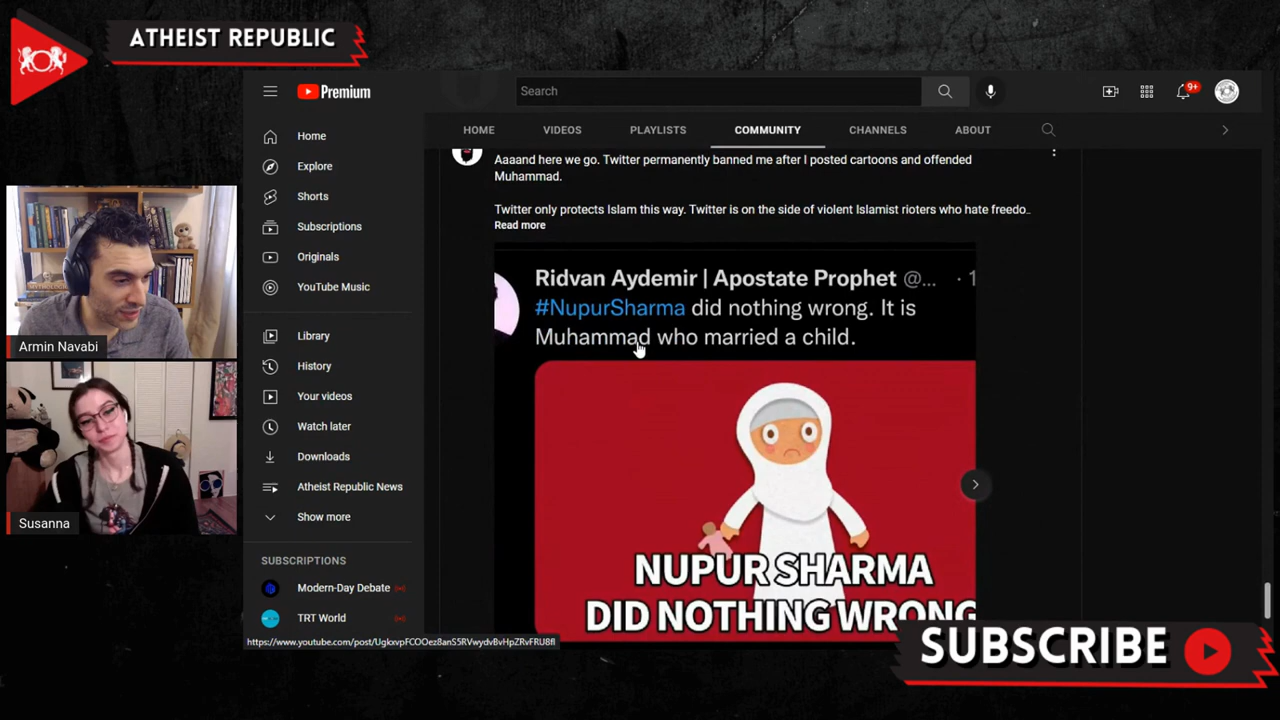 ATHEIST REPUBLIC
Premium
Search
9+
HOME
VIDEOS
PLAYLISTS
COMMUNITY
CHANNELS
ABOUT
Home
Explore
Shorts
Subscriptions
Originals
YouTube Music
Library
History
Your videos
Watch later
Downloads
Atheist Republic News
Show more
SUBSCRIPTIONS
Modern-Day Debate
TRT World
Aaaand here we go. Twitter permanently banned me after I posted cartoons and offended
Muhammad.
Twitter only protects Islam this way. Twitter is on the side of violent Islamist rioters who hate freedo..
Read more
Ridvan Aydemir | Apostate Prophet @... · 1
#NupurSharma did nothing wrong. It is
Muhammad who married a child.
NUPUR SHARMA
DID NOTHING WRONG
Armin Navabi
Susanna
SUBSCRIBE